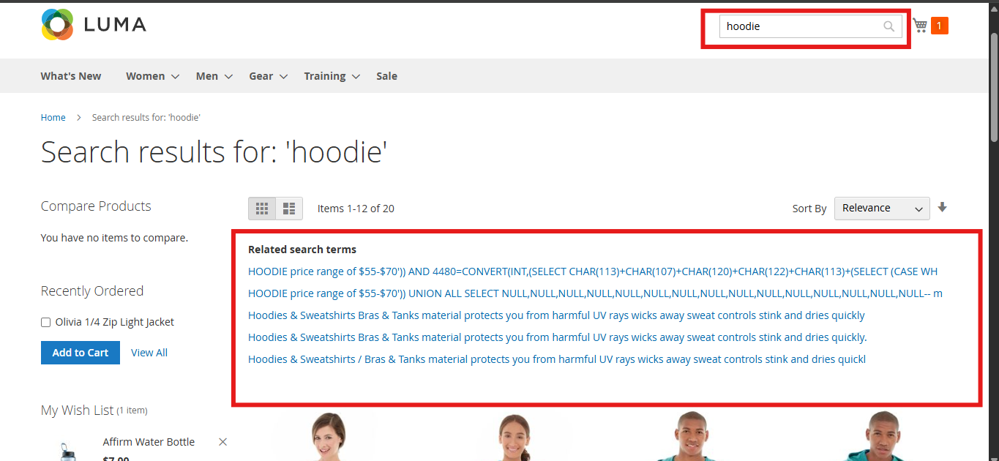 LUMA
hoodie
1
What's New Women Men Gear Training Sale
Home > Search results for: 'hoodie'
Search results for: 'hoodie'
Compare Products
You have no items to compare.
Recently Ordered
Olivia 1/4 Zip Light Jacket
Add to Cart View All
My Wish List (1 item)
Affirm Water Bottle
$7.00
Items 1-12 of 20
Sort By Relevance
Related search terms
HOODIE price range of $55-$70')) AND 4480=CONVERT(INT,(SELECT CHAR(113)+CHAR(107)+CHAR(120)+CHAR(122)+CHAR(113)+(SELECT (CASE WH
HOODIE price range of $55-$70')) UNION ALL SELECT NULL,NULL,NULL,NULL,NULL,NULL,NULL,NULL,NULL,NULL,NULL,NULL,NULL,NULL,NULL-- m
Hoodies & Sweatshirts Bras & Tanks material protects you from harmful UV rays wicks away sweat controls stink and dries quickly
Hoodies & Sweatshirts Bras & Tanks material protects you from harmful UV rays wicks away sweat controls stink and dries quickly.
Hoodies & Sweatshirts / Bras & Tanks material protects you from harmful UV rays wicks away sweat controls stink and dries quickl